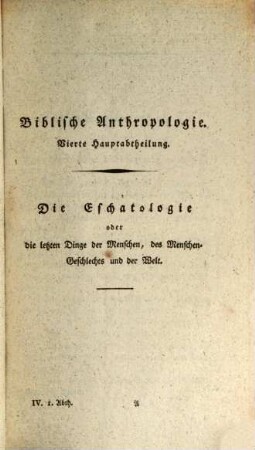 Biblische Anthropologie.
Vierte Hauptabtheilung.
Die Eschatologie
oder
die letzten Dinge der Menschen, des Menschen-
Geschlechts und der Welt.
IV. 1. Abth. A